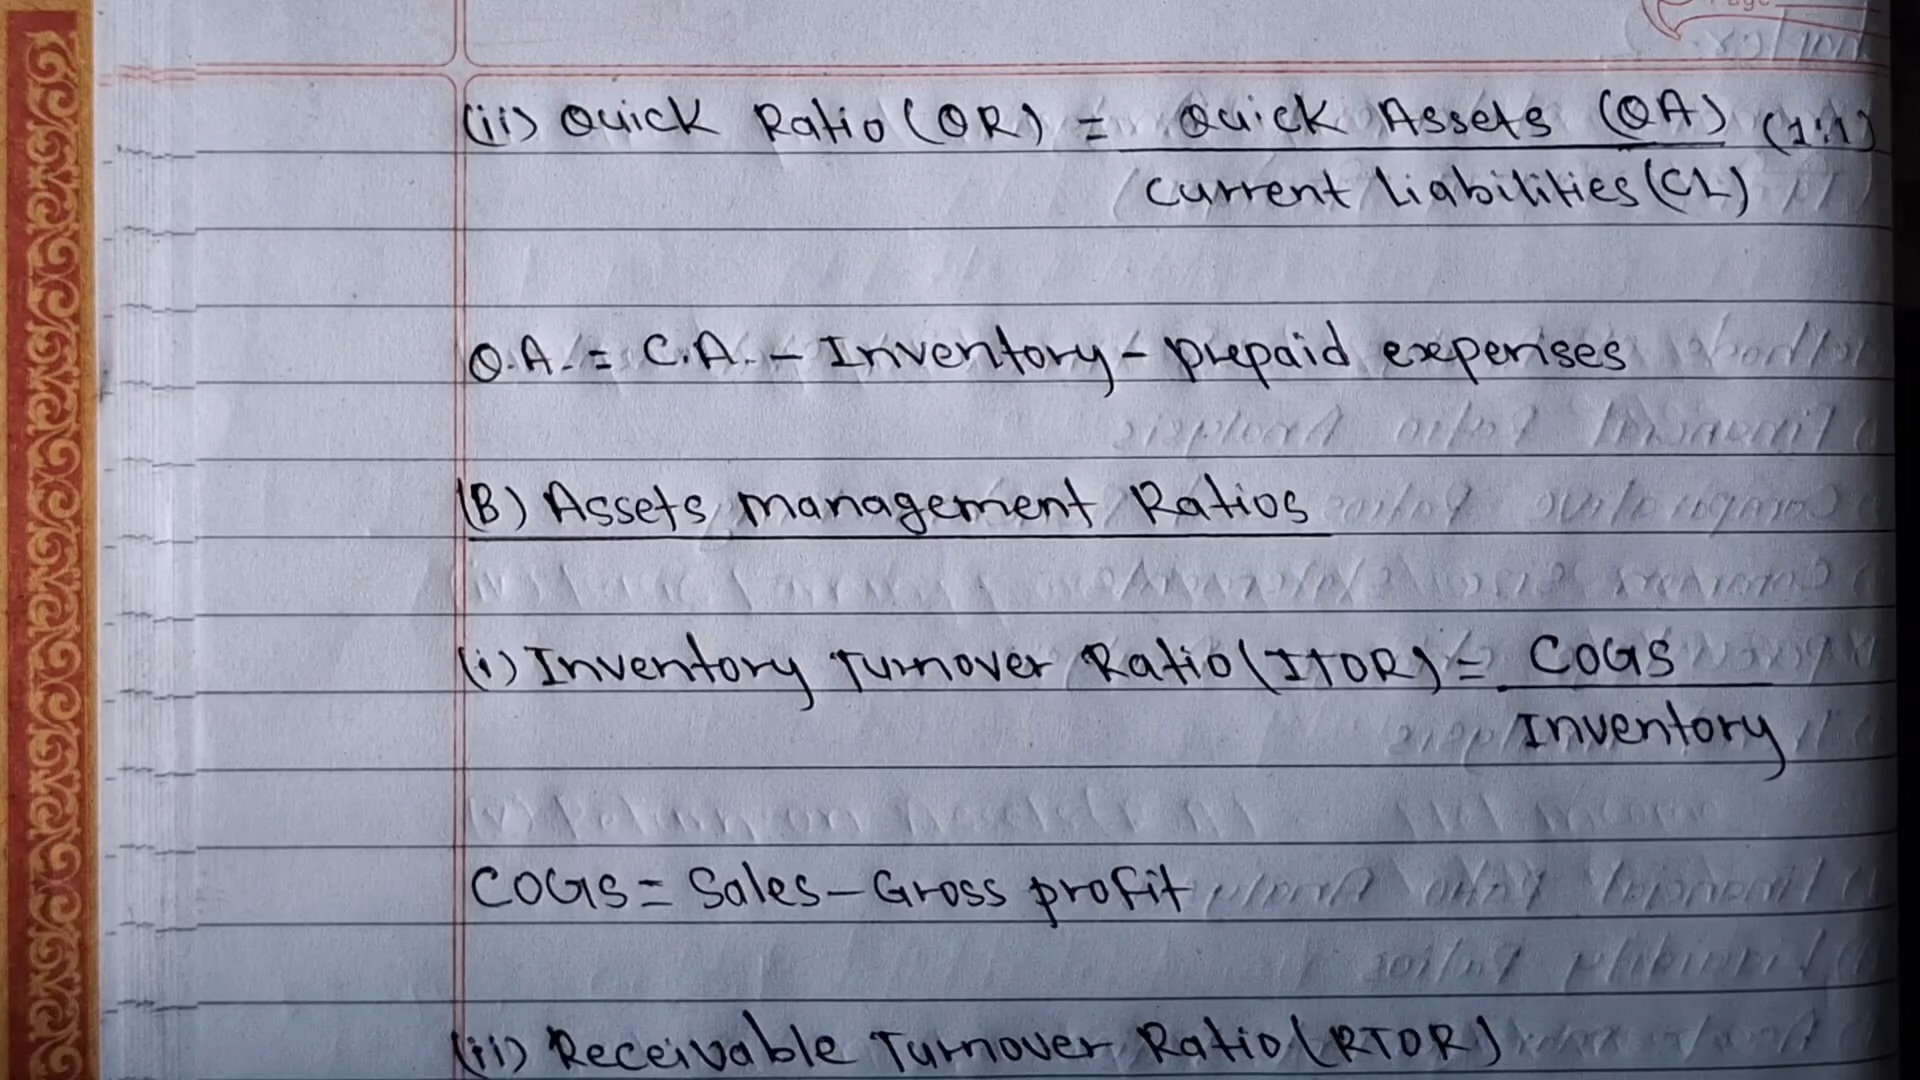 (ii) Quick Ratio (QR) = Quick Assets (QA) (1:1)
Current Liabilities (CL)
Q.A. = C.A. - Inventory - prepaid expenses
(B) Assets management Ratios
(i) Inventory Turnover Ratio (ITOR) = COGS
Inventory
COGS = Sales - Gross profit
(ii) Receivable Turnover Ratio (RTOR)